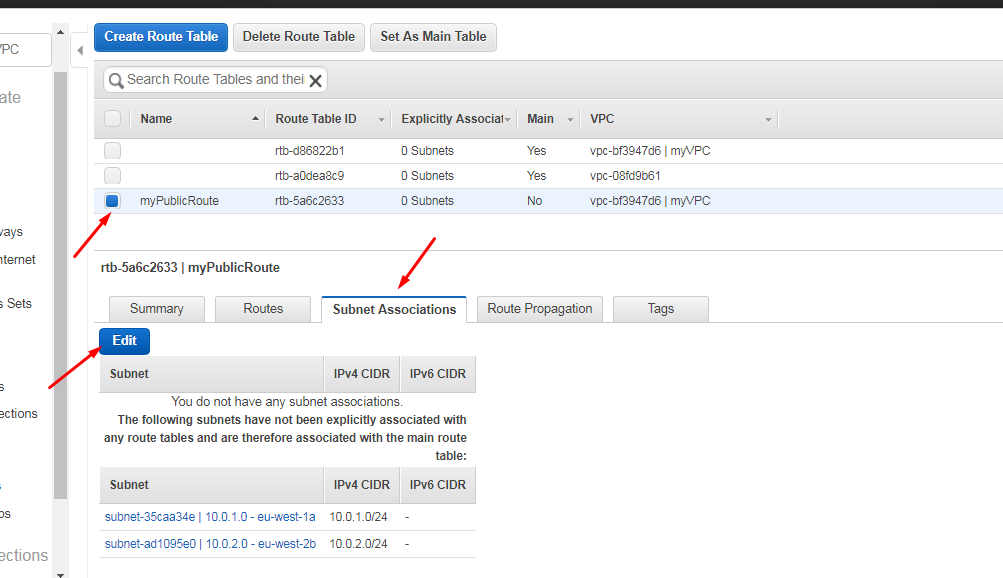 Create Route Table Delete Route Table Set As Main Table
VPC
Search Route Tables and thei
ate
Name Route Table ID Explicitly Associat Main VPC
rtb-d86822b1 0 Subnets Yes vpc-bf3947d6 | myVPC
rtb-a0dea8c9 0 Subnets Yes vpc-08fd9b61
myPublicRoute rtb-5a6c2633 0 Subnets No vpc-bf3947d6 | myVPC
ways
nternet
rtb-5a6c2633 | myPublicRoute
s Sets
Summary Routes Subnet Associations Route Propagation Tags
Edit
Subnet IPv4 CIDR IPv6 CIDR
s
You do not have any subnet associations.
ections
The following subnets have not been explicitly associated with
any route tables and are therefore associated with the main route
table:
Subnet IPv4 CIDR IPv6 CIDR
s
ps
subnet-35caa34e | 10.0.1.0 - eu-west-1a 10.0.1.0/24 -
subnet-ad1095e0 | 10.0.2.0 - eu-west-2b 10.0.2.0/24 -
ections